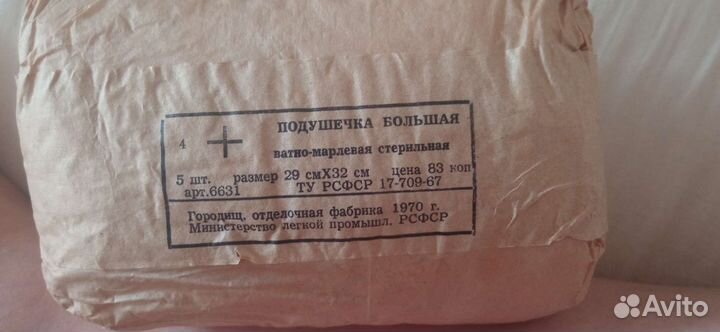 ПОДУШЕЧКА БОЛЬШАЯ
4
ватно-марлевая стерильная
5 шт. размер 29 смХ32 см цена 83 коп
арт.6631 ТУ РСФСР 17-709-67
Городищ. отделочная фабрика 1970 г.
Министерство легкой промышл. РСФСР
Avito